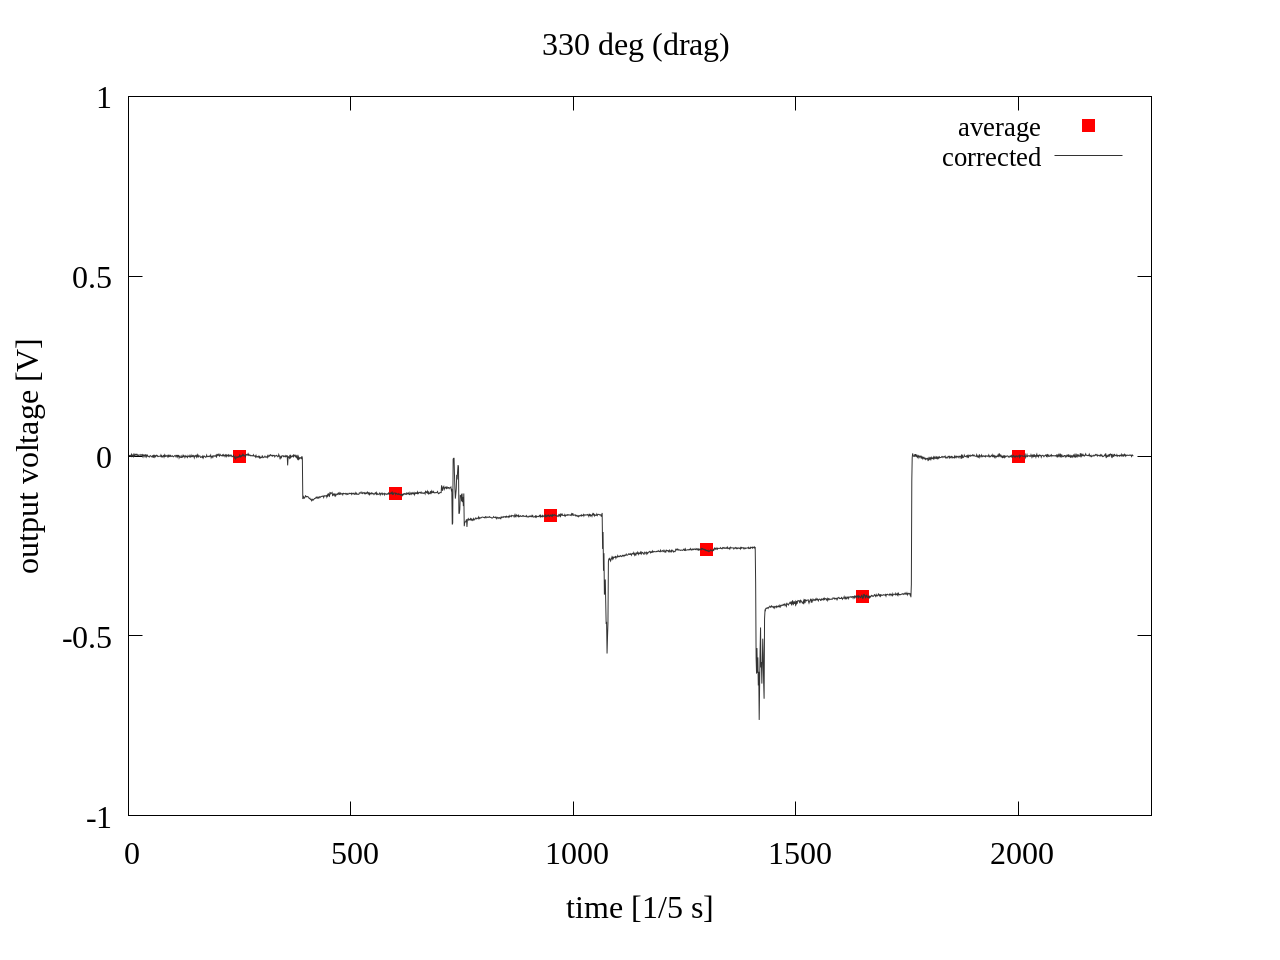 330 deg (drag)
1
0.5
0
-0.5
-1
average
corrected
output voltage [V]
0 500 1000 1500 2000
time [1/5 s]